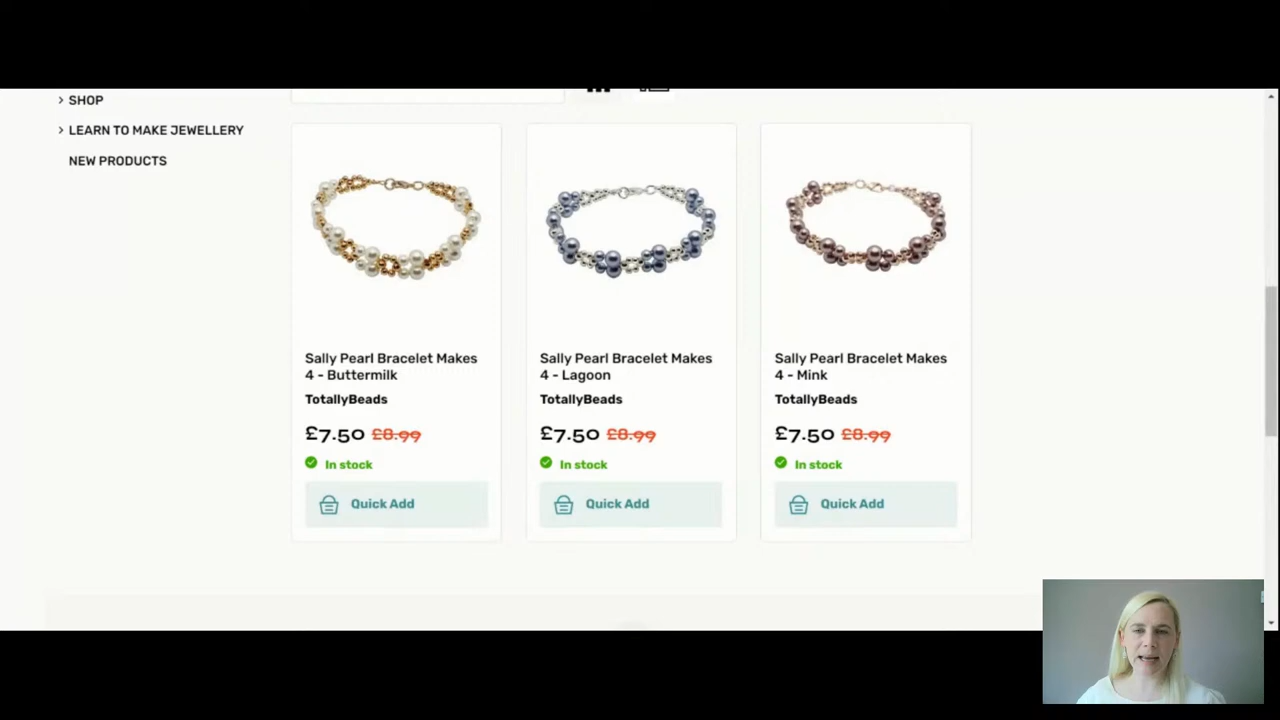 SHOP
LEARN TO MAKE JEWELLERY
NEW PRODUCTS
Sally Pearl Bracelet Makes
4 - Buttermilk
TotallyBeads
£7.50 £8.99
In stock
Quick Add
Sally Pearl Bracelet Makes
4 - Lagoon
TotallyBeads
£7.50 £8.99
In stock
Quick Add
Sally Pearl Bracelet Makes
4 - Mink
TotallyBeads
£7.50 £8.99
In stock
Quick Add